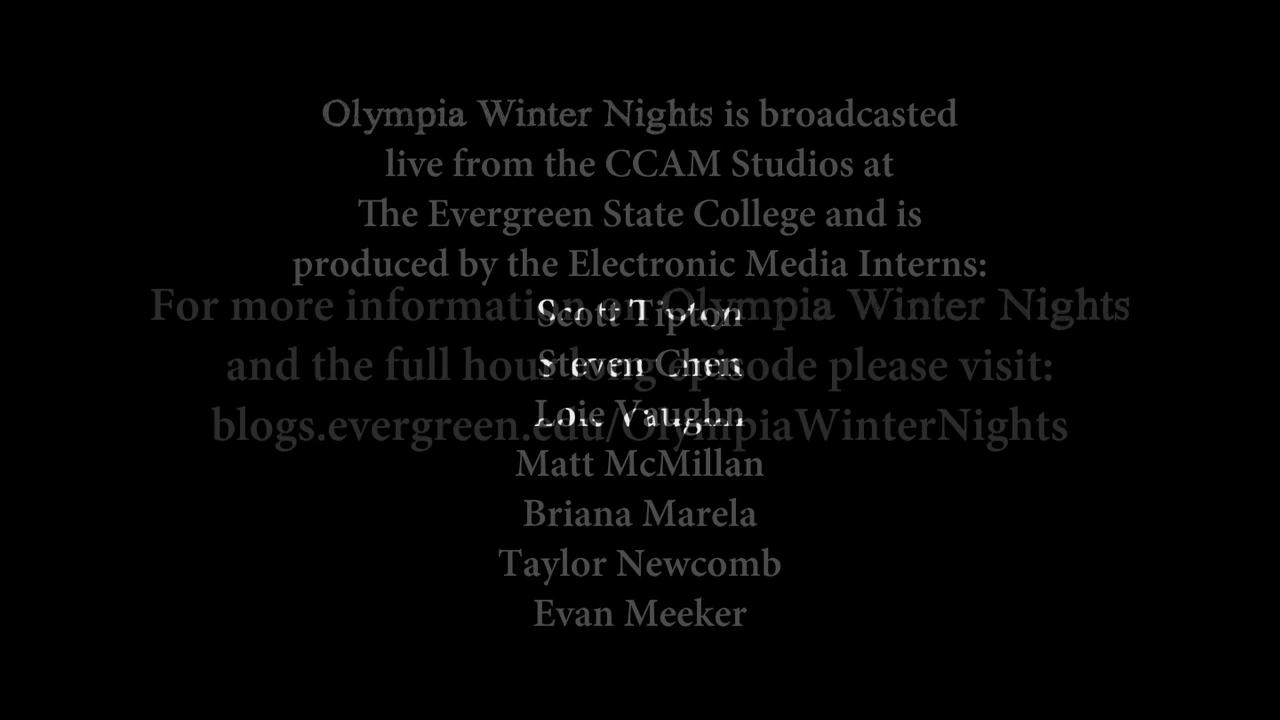 Olympia Winter Nights is broadcasted
live from the CCAM Studios at
The Evergreen State College and is
produced by the Electronic Media Interns:
Scott Tipton
Steven Chen
Loie Vaughn
Matt McMillan
Briana Marela
Taylor Newcomb
Evan Meeker
For more information on Olympia Winter Nights
and the full hour long episode please visit:
blogs.evergreen.edu/OlympiaWinterNights